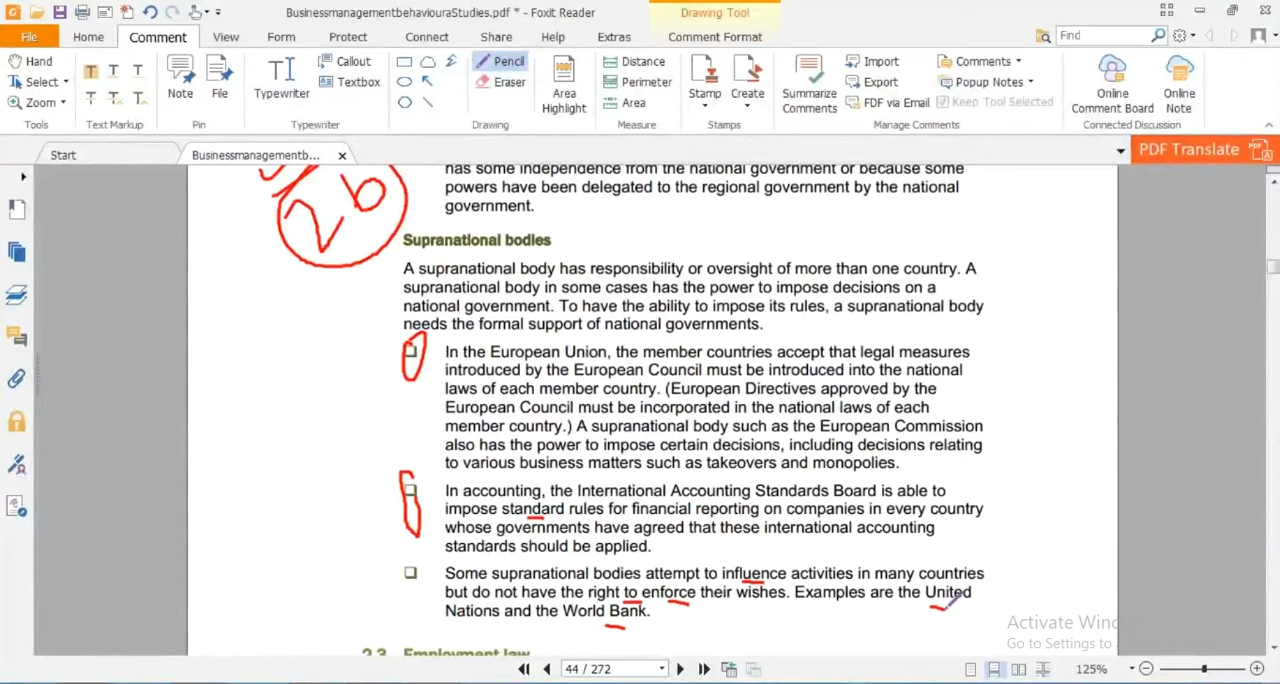 BusinessmanagementbehaviouraStudies.pdf * - Foxit Reader
Drawing Tool
File Home Comment View Form Protect Connect Share Help Extras Comment Format
Find
Hand
Select
Zoom
Tools
T T T
T T T
Text Markup
Note
File
Pin
Typewriter
Callout
Textbox
Typewriter
Pencil
Eraser
Drawing
Area
Highlight
Distance
Perimeter
Area
Measure
Stamp
Create
Stamps
Summarize
Comments
Import
Export
FDF via Email
Comments
Popup Notes
Keep Tool Selected
Manage Comments
Online
Comment Board
Online
Note
Connected Discussion
Start
Businessmanagementb...
PDF Translate
has some independence from the national government or because some
powers have been delegated to the regional government by the national
government.
26
Supranational bodies
A supranational body has responsibility or oversight of more than one country. A
supranational body in some cases has the power to impose decisions on a
national government. To have the ability to impose its rules, a supranational body
needs the formal support of national governments.
In the European Union, the member countries accept that legal measures
introduced by the European Council must be introduced into the national
laws of each member country. (European Directives approved by the
European Council must be incorporated in the national laws of each
member country.) A supranational body such as the European Commission
also has the power to impose certain decisions, including decisions relating
to various business matters such as takeovers and monopolies.
In accounting, the International Accounting Standards Board is able to
impose standard rules for financial reporting on companies in every country
whose governments have agreed that these international accounting
standards should be applied.
Some supranational bodies attempt to influence activities in many countries
but do not have the right to enforce their wishes. Examples are the United
Nations and the World Bank.
Activate Win
Go to Settings to
2.3 Employment law
44 / 272
125%